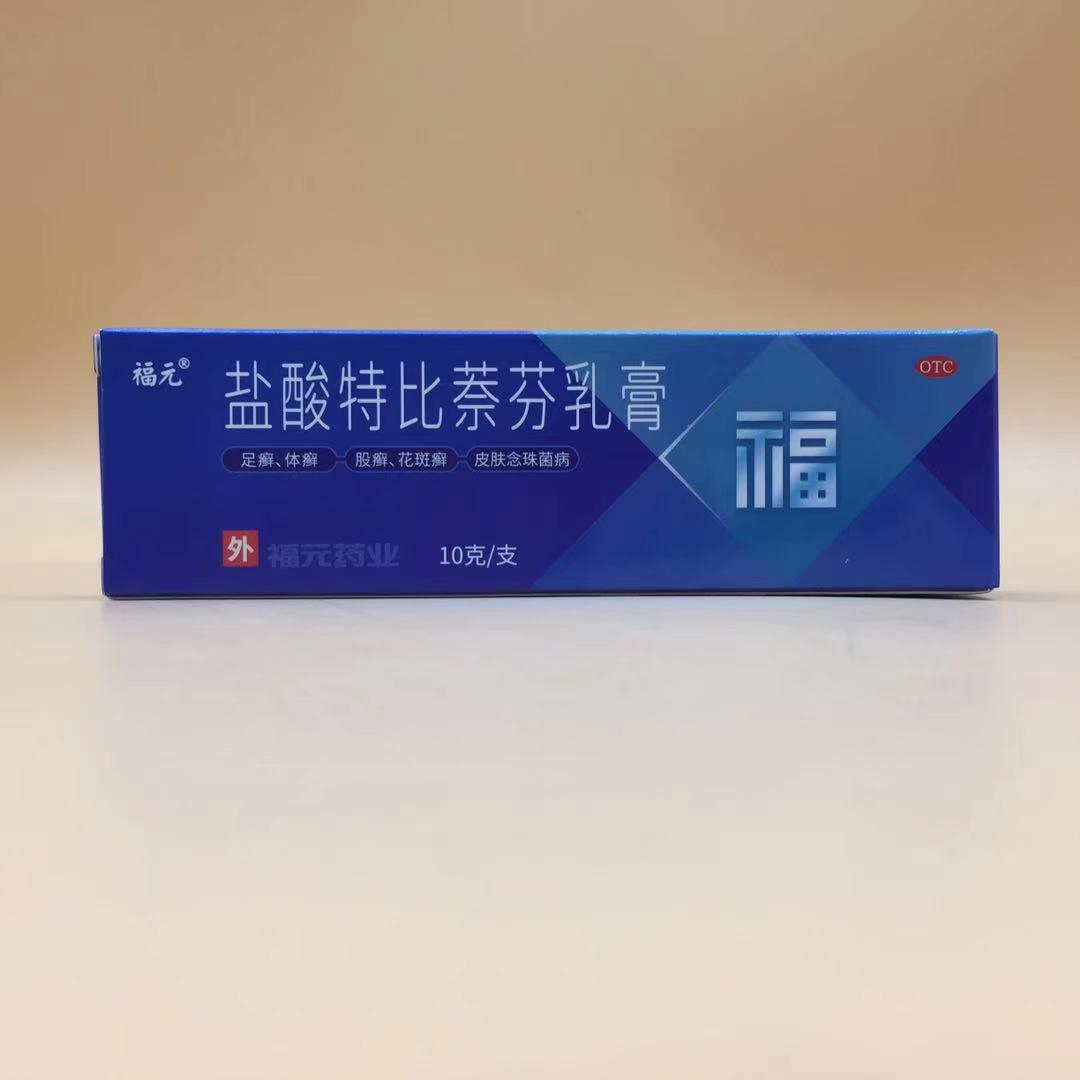 福元®
盐酸特比萘芬乳膏
OTC
足癣、体癣 股癣、花斑癣 皮肤念珠菌病
福
外 福元药业 10克/支